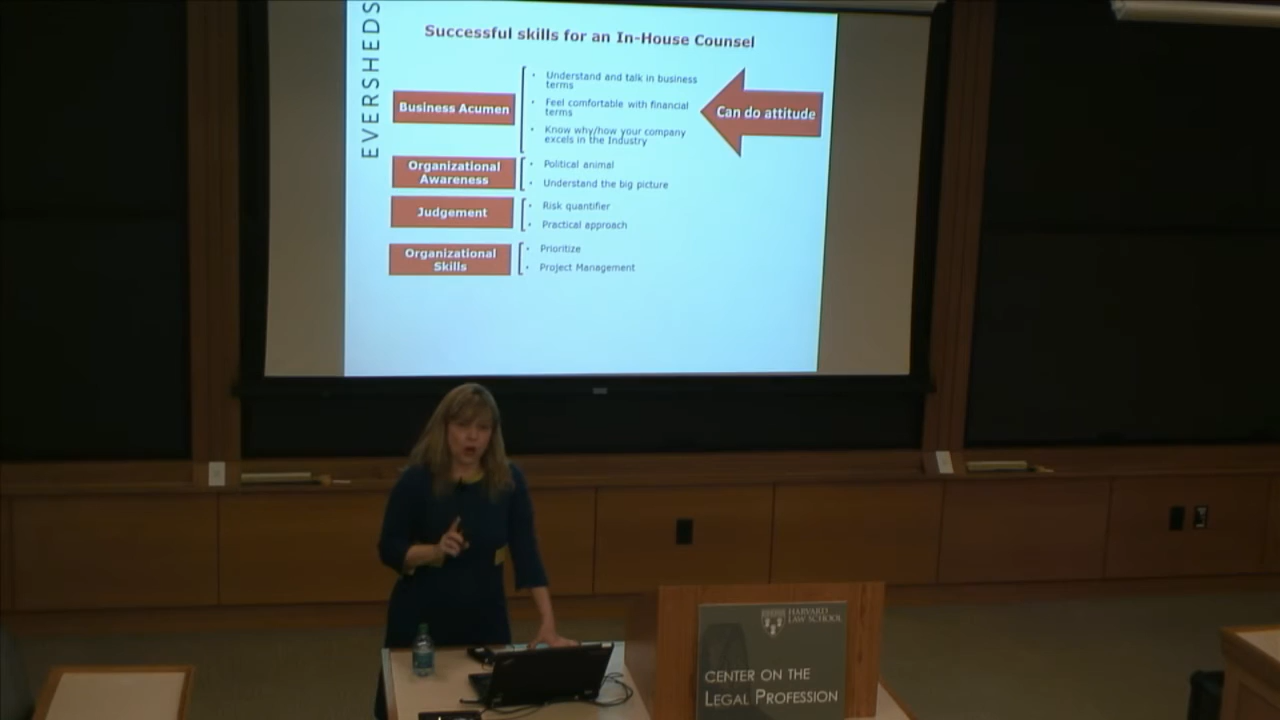 EVERSHEDS
Successful skills for an In-House Counsel
Business Acumen
• Understand and talk in business
terms
• Feel comfortable with financial
terms
• Know why/how your company
excels in the Industry
Can do attitude
Organizational
Awareness
• Political animal
• Understand the big picture
Judgement
• Risk quantifier
• Practical approach
Organizational
Skills
• Prioritize
• Project Management
HARVARD
LAW SCHOOL
CENTER ON THE
LEGAL PROFESSION